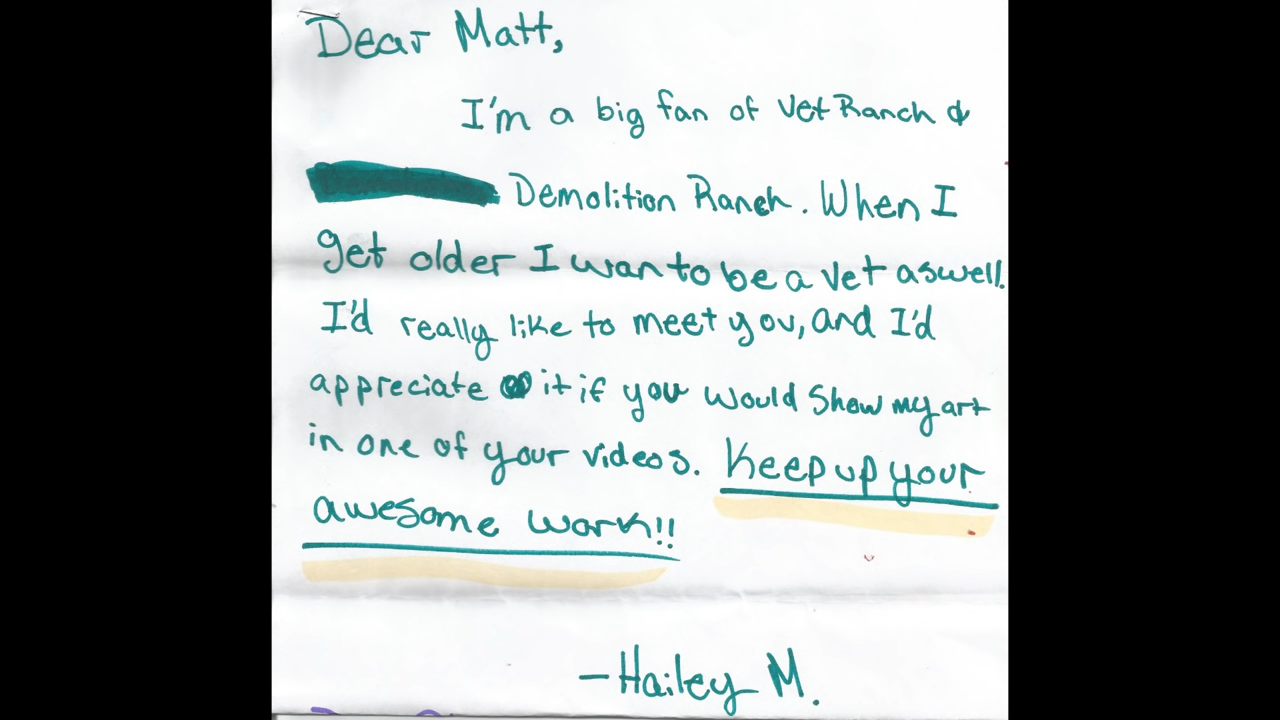 Dear Matt,
I'm a big fan of Vet Ranch &
Demolition Ranch. When I
get older I want to be a vet aswell.
I'd really like to meet you, and I'd
appreciate it if you would show my art
in one of your videos. Keep up your
awesome work!!
-Hailey M.